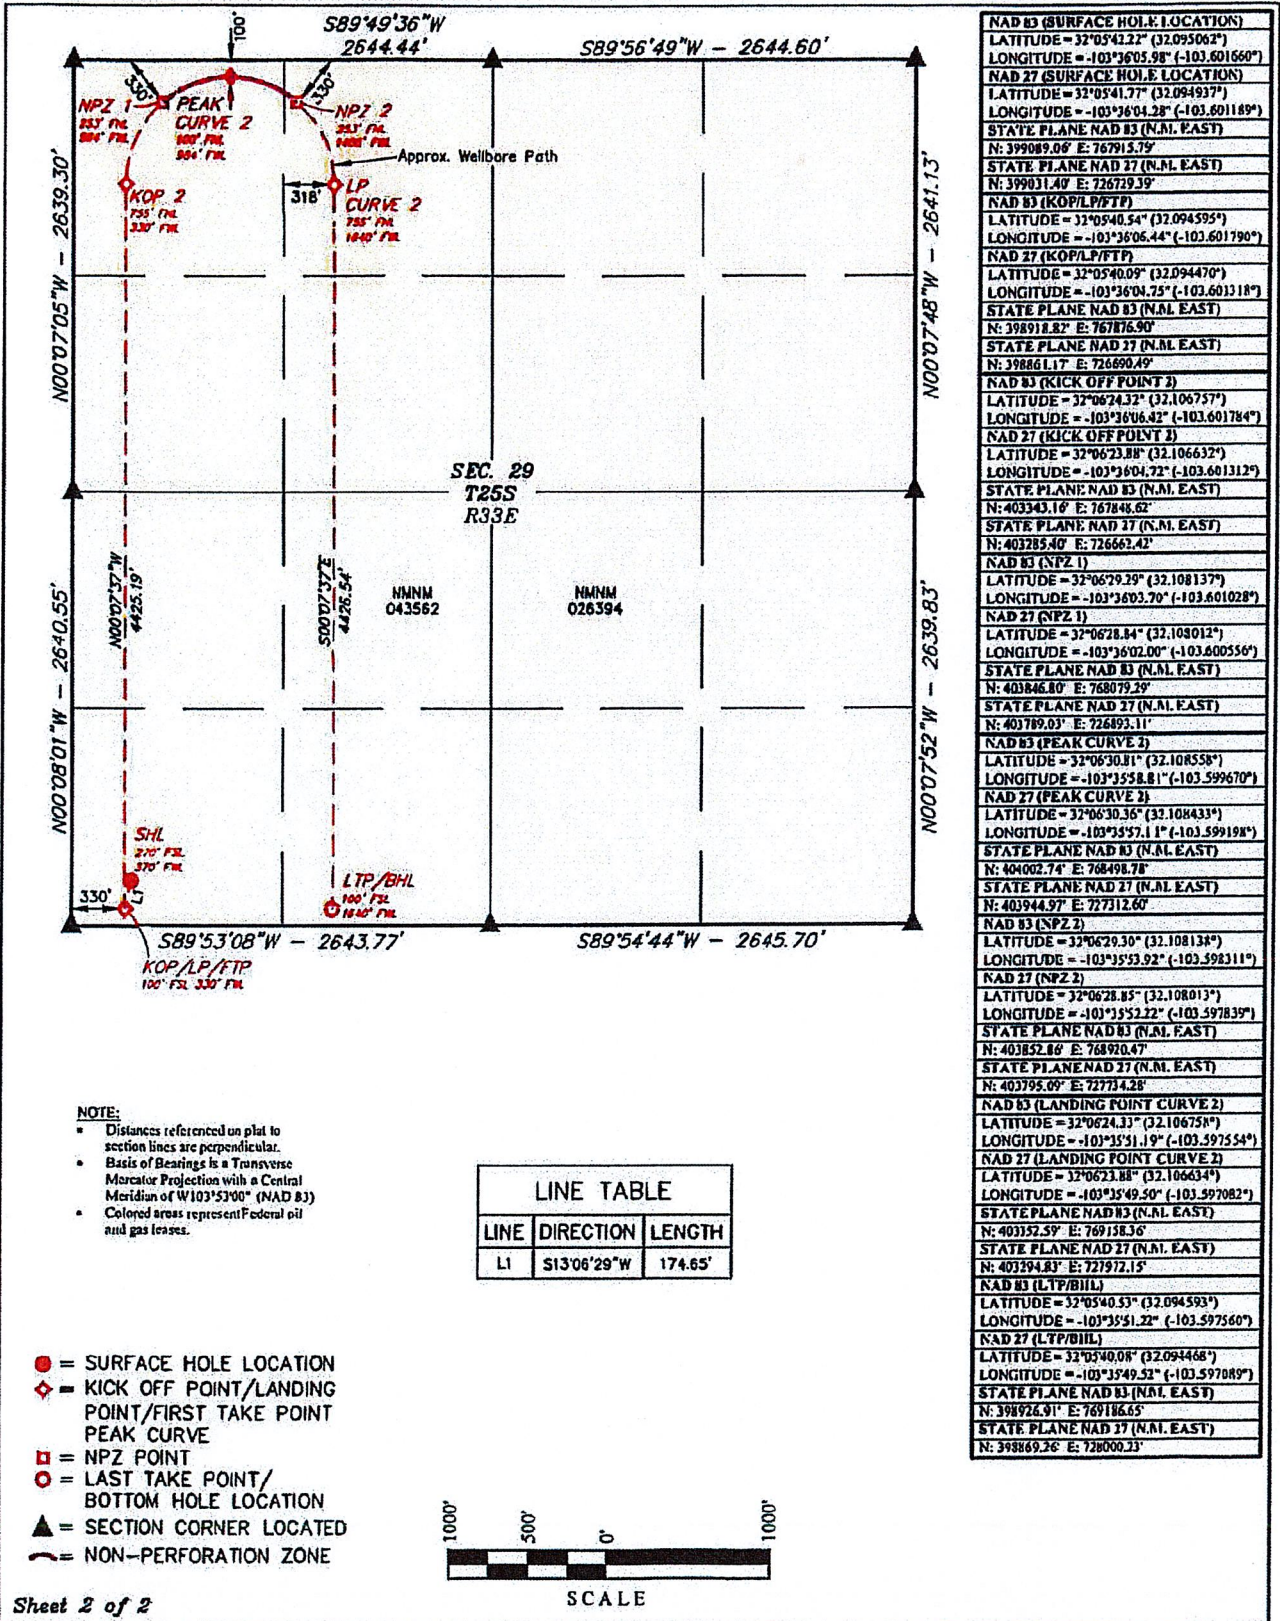 S89°49'36"W
2644.44'
S89°56'49"W – 2644.60'
100'
330'
330'
NPZ 1
253' FNL
PEAK
CURVE 2
100' FNL
984' FWL
NPZ 2
253' FNL
Approx. Wellbore Path
KOP 2
755' FNL
330' FWL
318'
LP
CURVE 2
755' FNL
1640' FWL
N00°07'05"W – 2639.30'
N00°07'48"W – 2641.13'
SEC. 29
T25S
R33E
N00°07'37"W
4425.19'
S00°07'37"E
4426.54'
NMNM
043562
NMNM
026394
N00°08'01"W – 2640.55'
N00°07'52"W – 2639.83'
SHL
270' FSL
370' FWL
330'
L1
LTP/BHL
100' FSL
1640' FWL
S89°53'08"W – 2643.77'
S89°54'44"W – 2645.70'
KOP/LP/FTP
100' FSL 330' FWL
NAD 83 (SURFACE HOLE LOCATION)
LATITUDE = 32°05'42.22" (32.095062°)
LONGITUDE = -103°36'05.98" (-103.601660°)
NAD 27 (SURFACE HOLE LOCATION)
LATITUDE = 32°05'41.77" (32.094937°)
LONGITUDE = -103°36'04.28" (-103.601189°)
STATE PLANE NAD 83 (N.M. EAST)
N: 399089.06' E: 767915.79'
STATE PLANE NAD 27 (N.M. EAST)
N: 399031.40' E: 726729.39'
NAD 83 (KOP/LP/FTP)
LATITUDE = 32°05'40.54" (32.094595°)
LONGITUDE = -103°36'06.44" (-103.601790°)
NAD 27 (KOP/LP/FTP)
LATITUDE = 32°05'40.09" (32.094470°)
LONGITUDE = -103°36'04.75" (-103.601318°)
STATE PLANE NAD 83 (N.M. EAST)
N: 398918.82' E: 767876.90'
STATE PLANE NAD 27 (N.M. EAST)
N: 398861.17' E: 726690.49'
NAD 83 (KICK OFF POINT 2)
LATITUDE = 32°06'24.32" (32.106757°)
LONGITUDE = -103°36'06.42" (-103.601784°)
NAD 27 (KICK OFF POINT 2)
LATITUDE = 32°06'23.88" (32.106632°)
LONGITUDE = -103°36'04.72" (-103.601312°)
STATE PLANE NAD 83 (N.M. EAST)
N: 403343.16' E: 767848.62'
STATE PLANE NAD 27 (N.M. EAST)
N: 403285.40' E: 726662.42'
NAD 83 (NPZ 1)
LATITUDE = 32°06'29.29" (32.108137°)
LONGITUDE = -103°36'03.70" (-103.601028°)
NAD 27 (NPZ 1)
LATITUDE = 32°06'28.84" (32.108012°)
LONGITUDE = -103°36'02.00" (-103.600556°)
STATE PLANE NAD 83 (N.M. EAST)
N: 403846.80' E: 768079.29'
STATE PLANE NAD 27 (N.M. EAST)
N: 403789.03' E: 726893.11'
NAD 83 (PEAK CURVE 2)
LATITUDE = 32°06'30.81" (32.108558°)
LONGITUDE = -103°35'58.81" (-103.599670°)
NAD 27 (PEAK CURVE 2)
LATITUDE = 32°06'30.36" (32.108433°)
LONGITUDE = -103°35'57.11" (-103.599198°)
STATE PLANE NAD 83 (N.M. EAST)
N: 404002.74' E: 768498.78'
STATE PLANE NAD 27 (N.M. EAST)
N: 403944.97' E: 727312.60'
NAD 83 (NPZ 2)
LATITUDE = 32°06'29.30" (32.108138°)
LONGITUDE = -103°35'53.92" (-103.598311°)
NAD 27 (NPZ 2)
LATITUDE = 32°06'28.85" (32.108013°)
LONGITUDE = -103°35'52.22" (-103.597839°)
STATE PLANE NAD 83 (N.M. EAST)
N: 403852.86' E: 768920.47'
STATE PLANE NAD 27 (N.M. EAST)
N: 403795.09' E: 727734.28'
NAD 83 (LANDING POINT CURVE 2)
LATITUDE = 32°06'24.33" (32.106758°)
LONGITUDE = -103°35'51.19" (-103.597554°)
NAD 27 (LANDING POINT CURVE 2)
LATITUDE = 32°06'23.88" (32.106634°)
LONGITUDE = -103°35'49.50" (-103.597082°)
STATE PLANE NAD 83 (N.M. EAST)
N: 403352.59' E: 769158.36'
STATE PLANE NAD 27 (N.M. EAST)
N: 403294.83' E: 727972.15'
NAD 83 (LTP/BHL)
LATITUDE = 32°05'40.53" (32.094593°)
LONGITUDE = -103°35'51.22" (-103.597560°)
NAD 27 (LTP/BHL)
LATITUDE = 32°05'40.08" (32.094468°)
LONGITUDE = -103°35'49.52" (-103.597089°)
STATE PLANE NAD 83 (N.M. EAST)
N: 398926.91' E: 769186.65'
STATE PLANE NAD 27 (N.M. EAST)
N: 398869.26' E: 728000.23'
NOTE:
• Distances referenced on plat to
section lines are perpendicular.
• Basis of Bearings is a Transverse
Mercator Projection with a Central
Meridian of W103°53'00" (NAD 83)
• Colored areas represent Federal oil
and gas leases.
LINE TABLE
LINE DIRECTION LENGTH
L1 S13°06'29"W 174.65'
= SURFACE HOLE LOCATION
= KICK OFF POINT/LANDING
POINT/FIRST TAKE POINT
PEAK CURVE
= NPZ POINT
= LAST TAKE POINT/
BOTTOM HOLE LOCATION
= SECTION CORNER LOCATED
= NON-PERFORATION ZONE
1000' 500' 0' 1000'
SCALE
Sheet 2 of 2